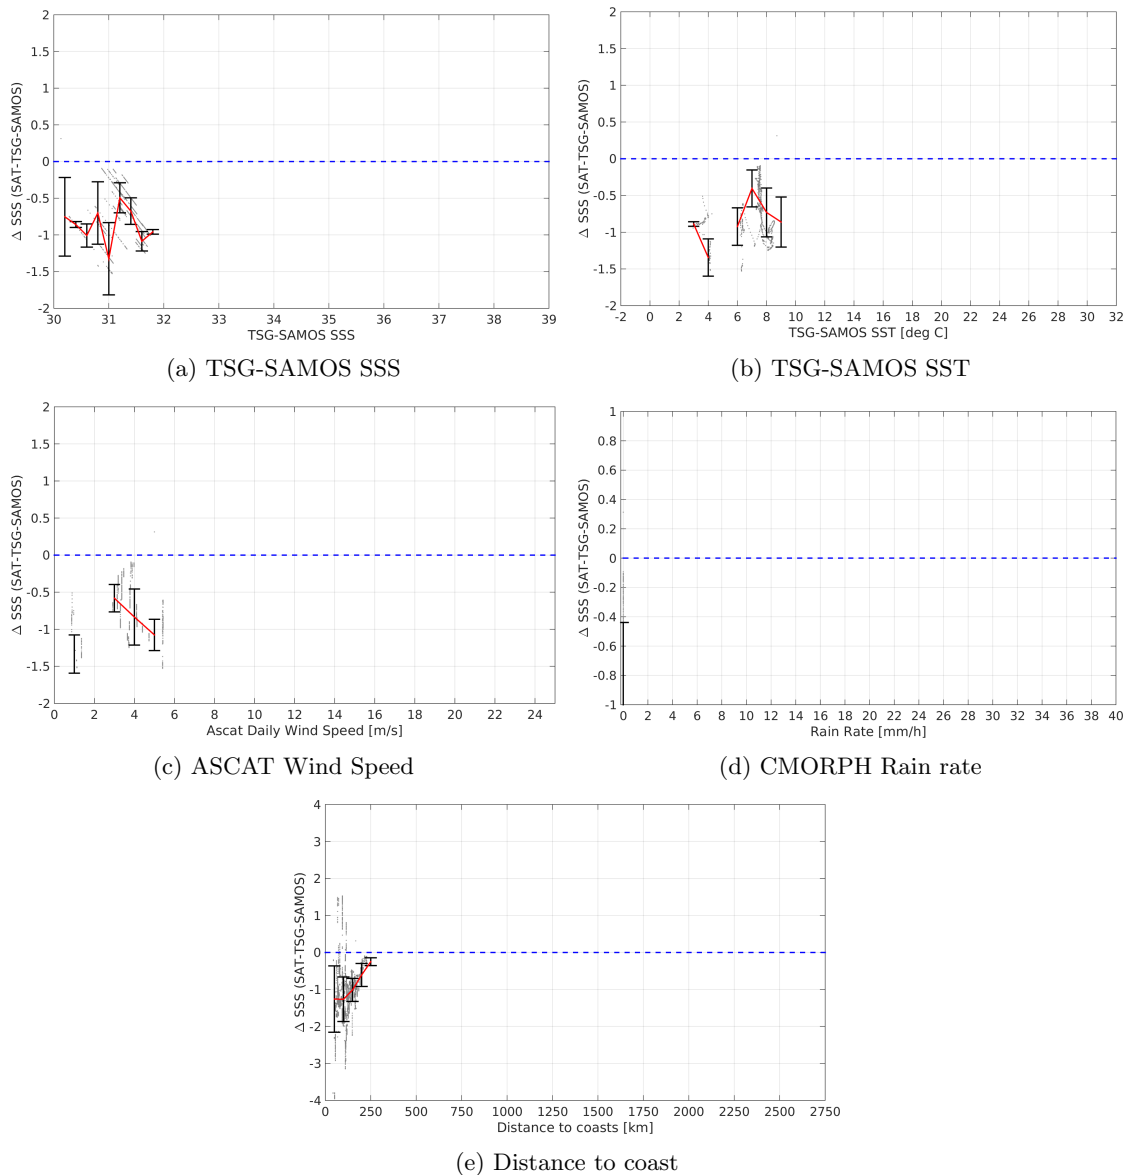 2
1.5
1
0.5
0
-0.5
-1
-1.5
-2
Δ SSS (SAT-TSG-SAMOS)
30 31 32 33 34 35 36 37 38 39
TSG-SAMOS SSS
(a) TSG-SAMOS SSS
2
1.5
1
0.5
0
-0.5
-1
-1.5
-2
Δ SSS (SAT-TSG-SAMOS)
-2 0 2 4 6 8 10 12 14 16 18 20 22 24 26 28 30 32
TSG-SAMOS SST [deg C]
(b) TSG-SAMOS SST
2
1.5
1
0.5
0
-0.5
-1
-1.5
-2
Δ SSS (SAT-TSG-SAMOS)
0 2 4 6 8 10 12 14 16 18 20 22 24
Ascat Daily Wind Speed [m/s]
(c) ASCAT Wind Speed
1
0.8
0.6
0.4
0.2
0
-0.2
-0.4
-0.6
-0.8
-1
Δ SSS (SAT-TSG-SAMOS)
0 2 4 6 8 10 12 14 16 18 20 22 24 26 28 30 32 34 36 38 40
Rain Rate [mm/h]
(d) CMORPH Rain rate
4
3
2
1
0
-1
-2
-3
-4
Δ SSS (SAT-TSG-SAMOS)
0 250 500 750 1000 1250 1500 1750 2000 2250 2500 2750
Distance to coasts [km]
(e) Distance to coast